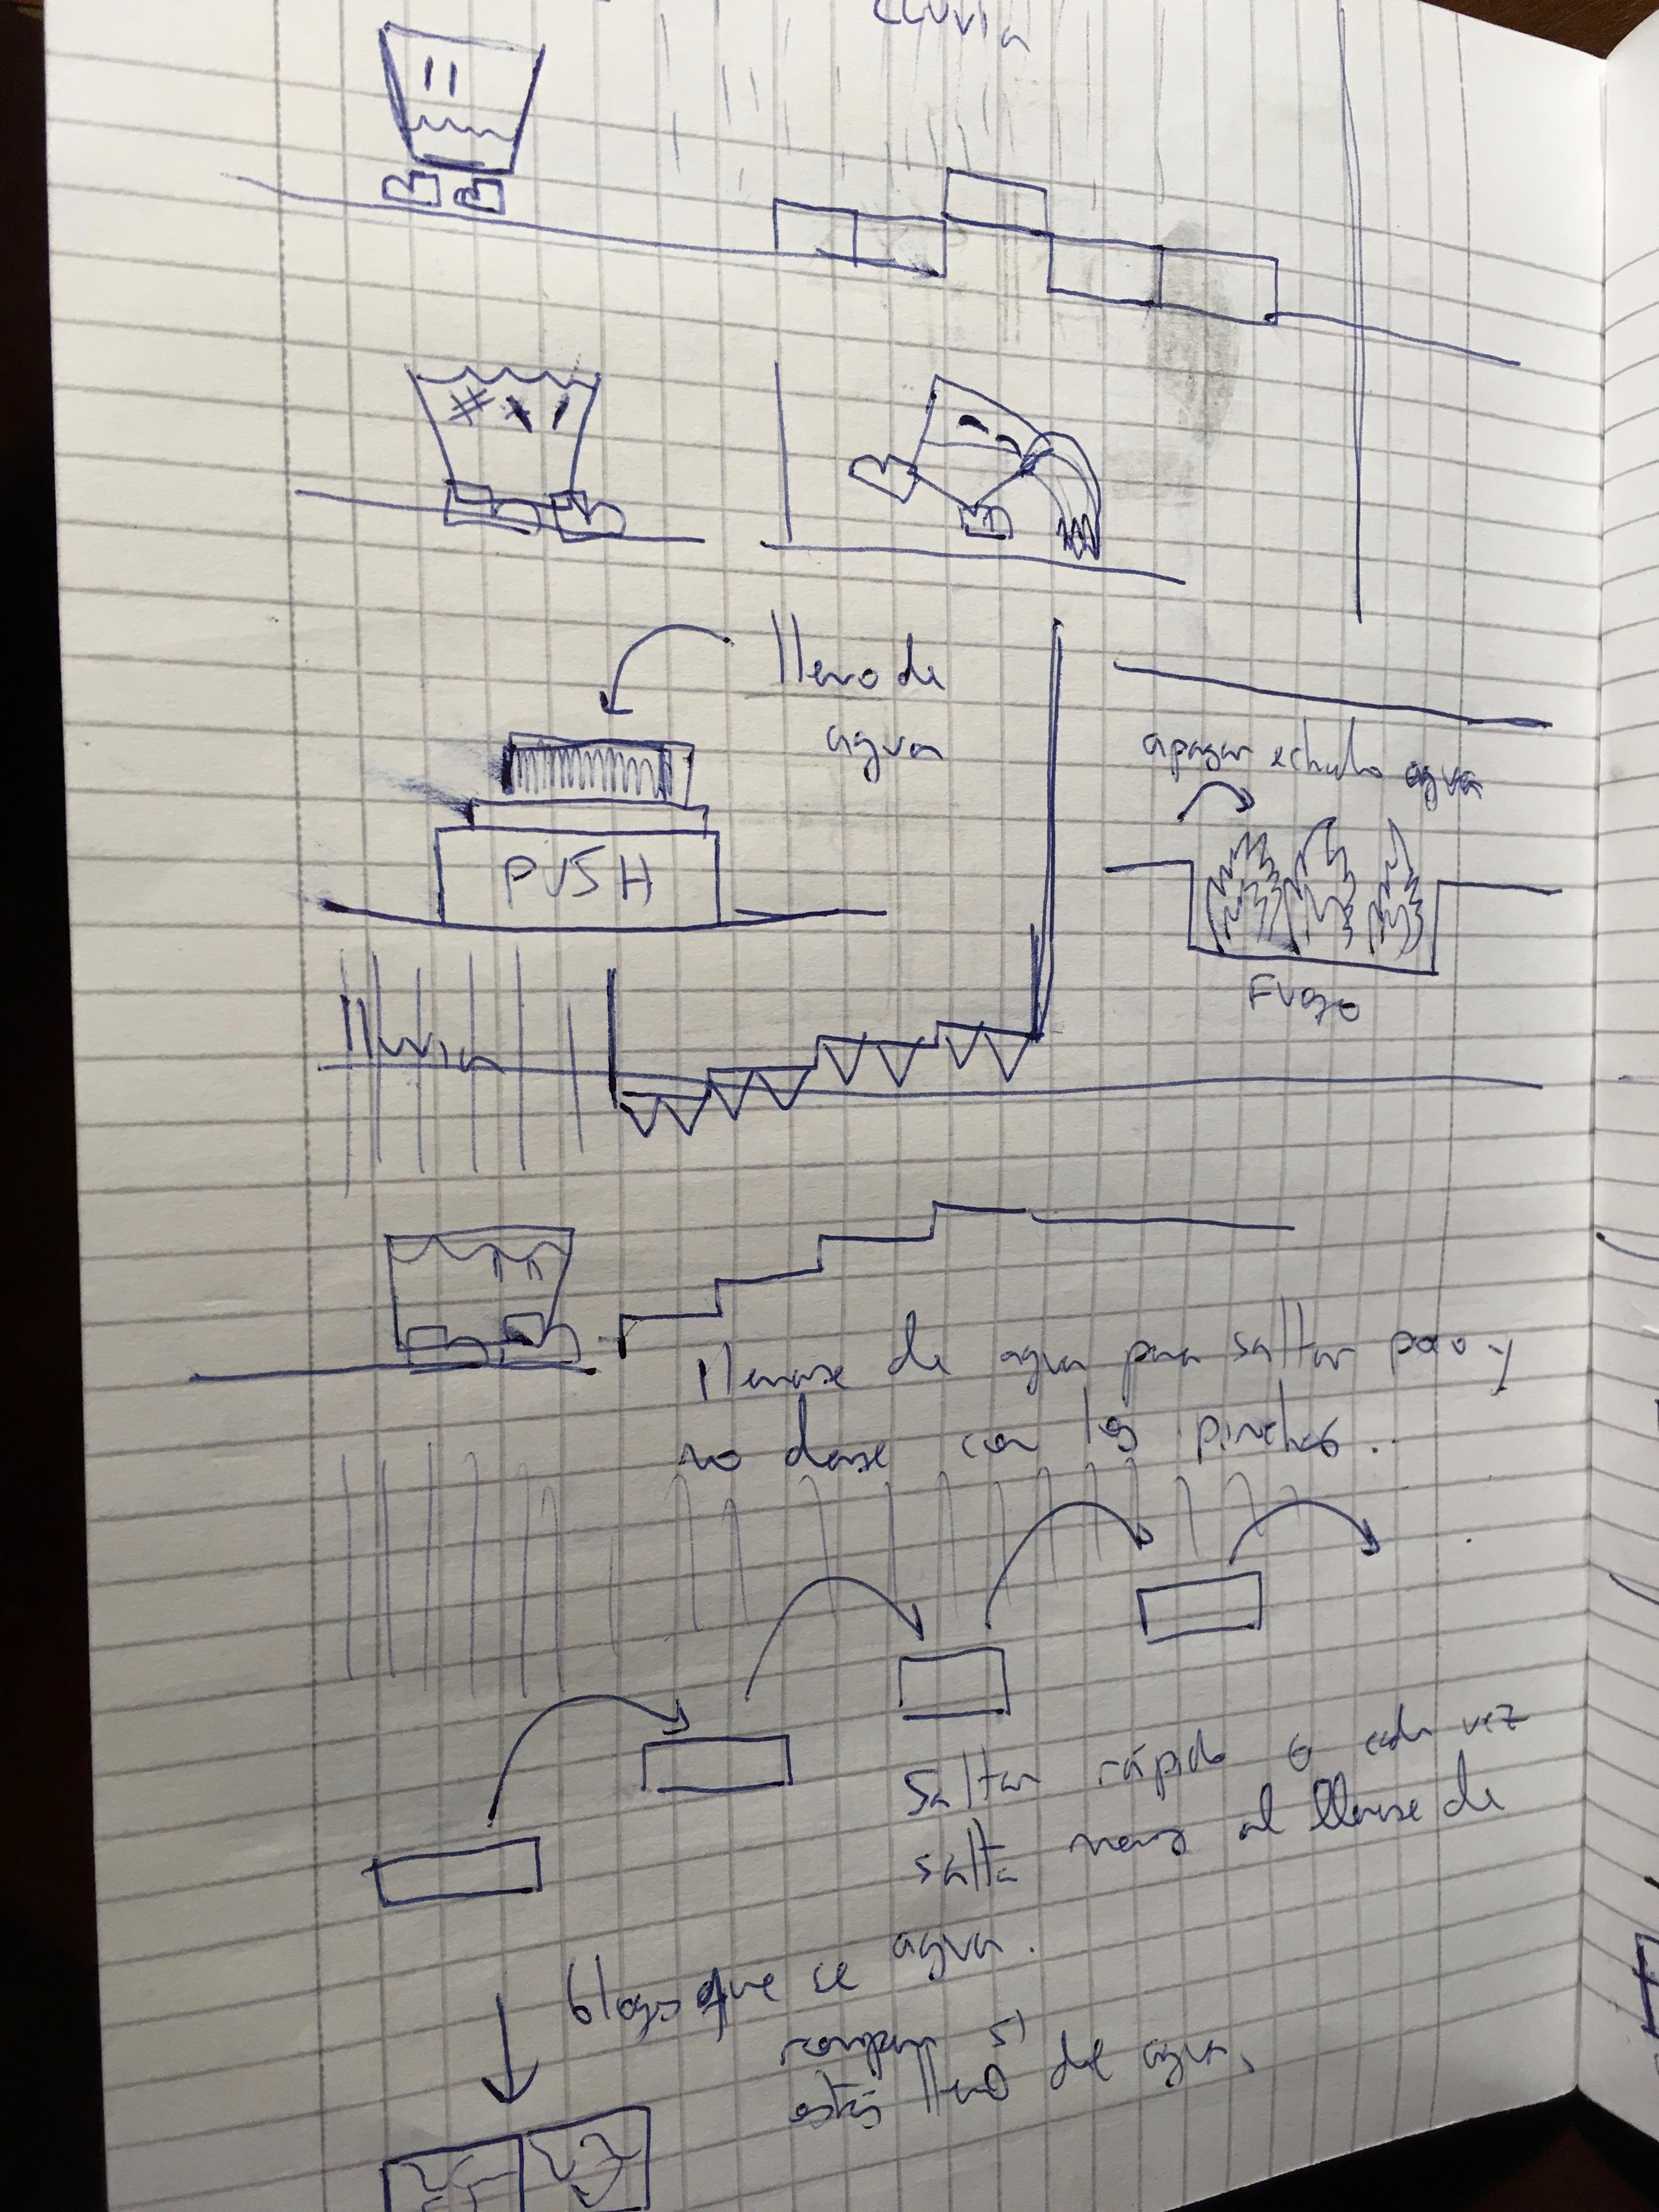 lluvia
lleno de
agua
apagar echando agua
PUSH
Fuego
lluvia
llenarse de agua para saltar poco y
no darse con los pinchos.
Saltar rápido o cada vez
salta menos al llenarse de
agua.
bloques que se
rompen si
estás lleno de agua.